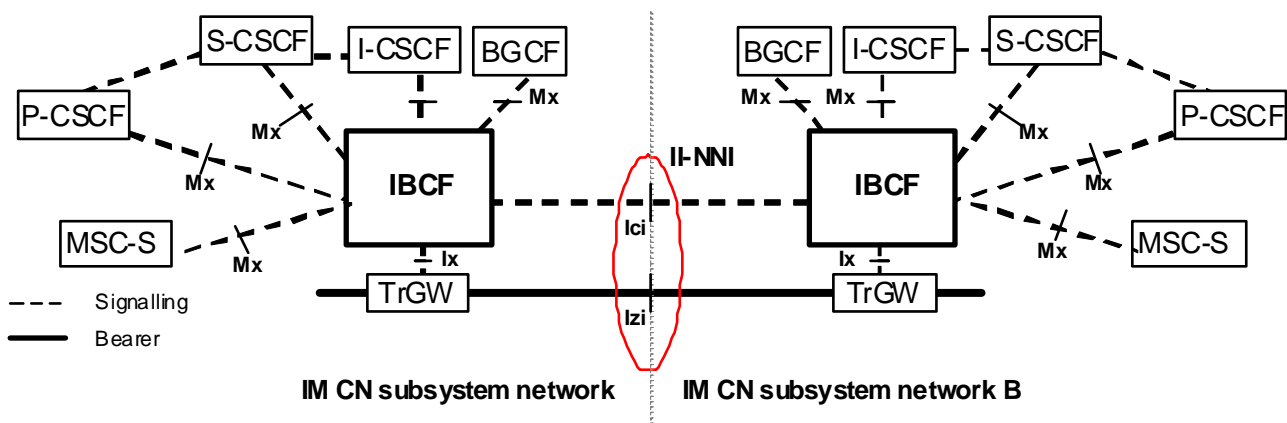 S-CSCF
I-CSCF
BGCF
BGCF
I-CSCF
S-CSCF
P-CSCF
P-CSCF
Mx
Mx
Mx
Mx
Mx
Mx
II-NNI
Mx
Mx
IBCF
IBCF
MSC-S
MSC-S
Ici
Mx
Mx
Ix
Ix
TrGW
TrGW
Izi
Signalling
Bearer
IM CN subsystem network
IM CN subsystem network B